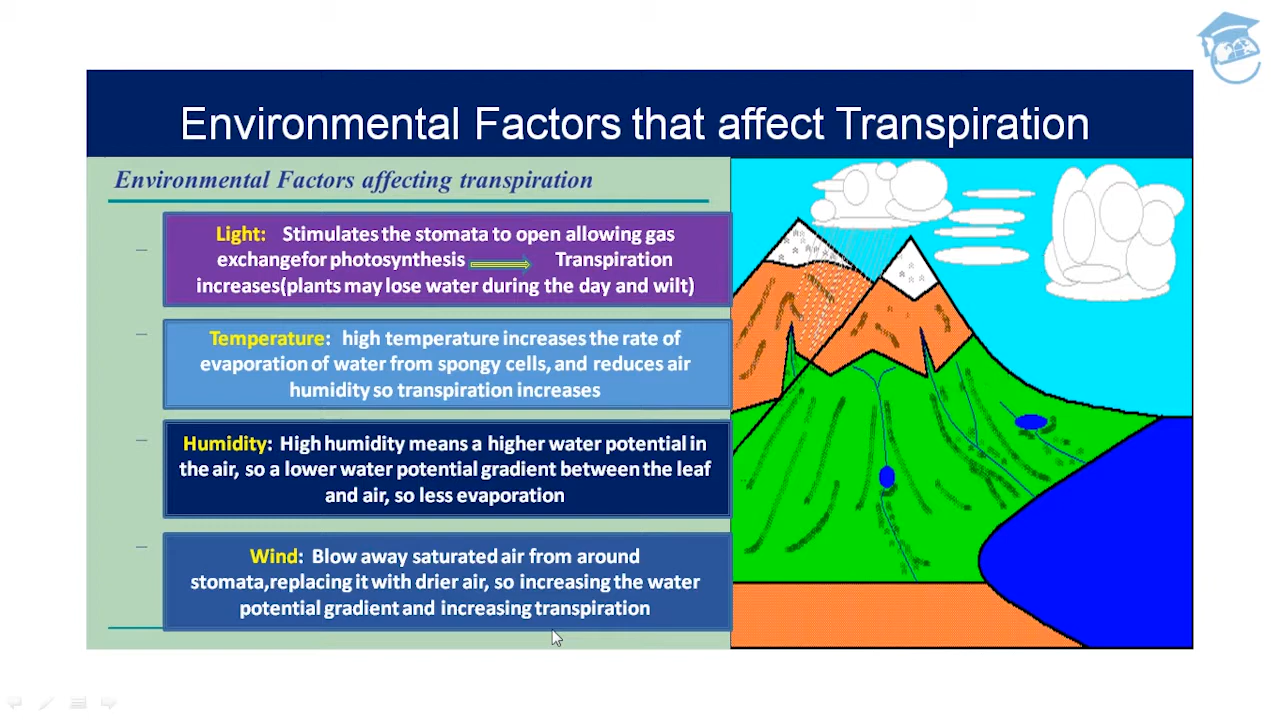 Environmental Factors that affect Transpiration
Environmental Factors affecting transpiration
Light: Stimulates the stomata to open allowing gas
exchangefor photosynthesis Transpiration
increases(plants may lose water during the day and wilt)
Temperature: high temperature increases the rate of
evaporation of water from spongy cells, and reduces air
humidity so transpiration increases
Humidity: High humidity means a higher water potential in
the air, so a lower water potential gradient between the leaf
and air, so less evaporation
Wind: Blow away saturated air from around
stomata,replacing it with drier air, so increasing the water
potential gradient and increasing transpiration